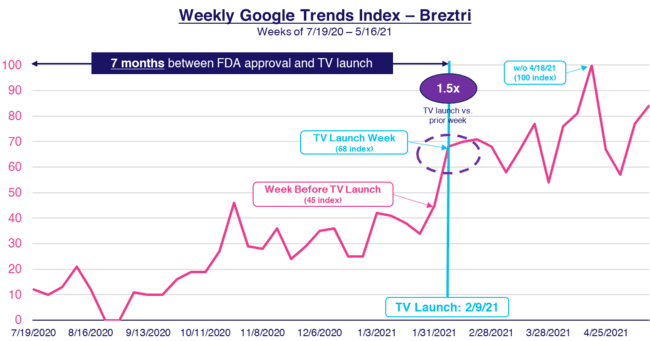 Weekly Google Trends Index – Breztri
Weeks of 7/19/20 – 5/16/21
7 months between FDA approval and TV launch
1.5x
TV launch vs.
prior week
w/o 4/18/21
(100 index)
TV Launch Week
(68 index)
Week Before TV Launch
(45 index)
TV Launch: 2/9/21
100
90
80
70
60
50
40
30
20
10
0
7/19/2020 8/16/2020 9/13/2020 10/11/2020 11/8/2020 12/6/2020 1/3/2021 1/31/2021 2/28/2021 3/28/2021 4/25/2021